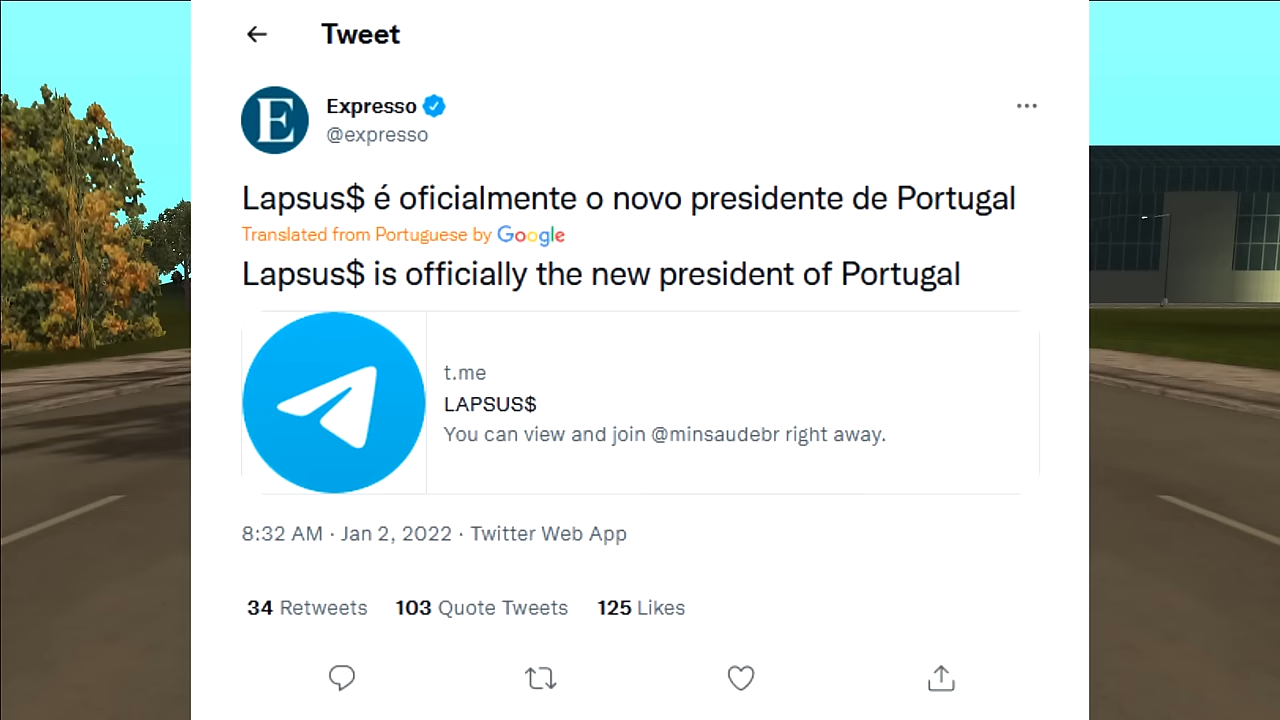 Tweet
E
Expresso
@expresso
Lapsus$ é oficialmente o novo presidente de Portugal
Translated from Portuguese by Google
Lapsus$ is officially the new president of Portugal
t.me
LAPSUS$
You can view and join @minsaudebr right away.
8:32 AM · Jan 2, 2022 · Twitter Web App
34 Retweets 103 Quote Tweets 125 Likes